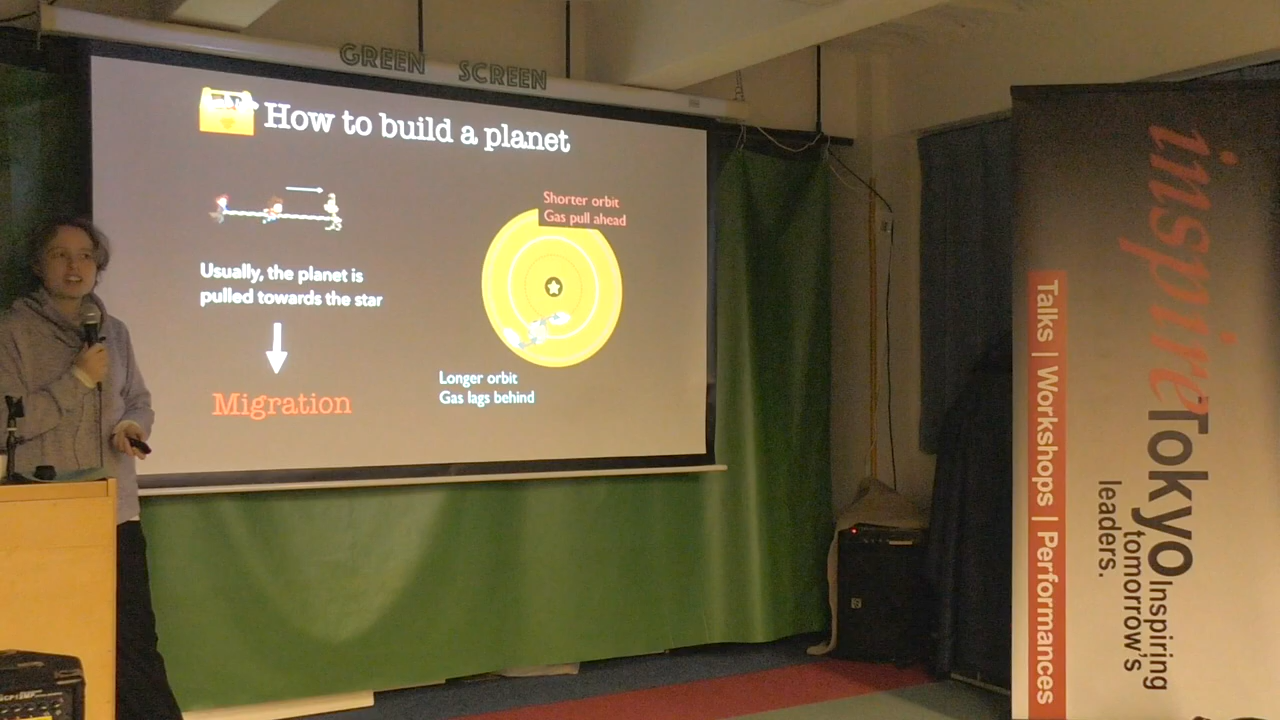 GREEN SCREEN
How to build a planet
Shorter orbit
Gas pull ahead
Usually, the planet is
pulled towards the star
Migration
Longer orbit
Gas lags behind
inspire
Tokyo
Inspiring
tomorrow's
leaders.
Talks | Workshops | Performances